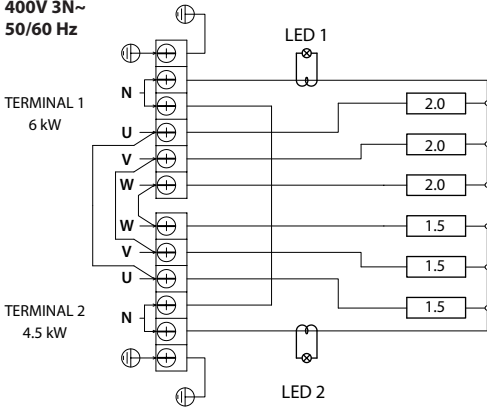 400V 3N~
50/60 Hz
LED 1
TERMINAL 1
6 kW
N
U
V
W
2.0
2.0
2.0
W
V
U
N
1.5
1.5
1.5
TERMINAL 2
4.5 kW
LED 2